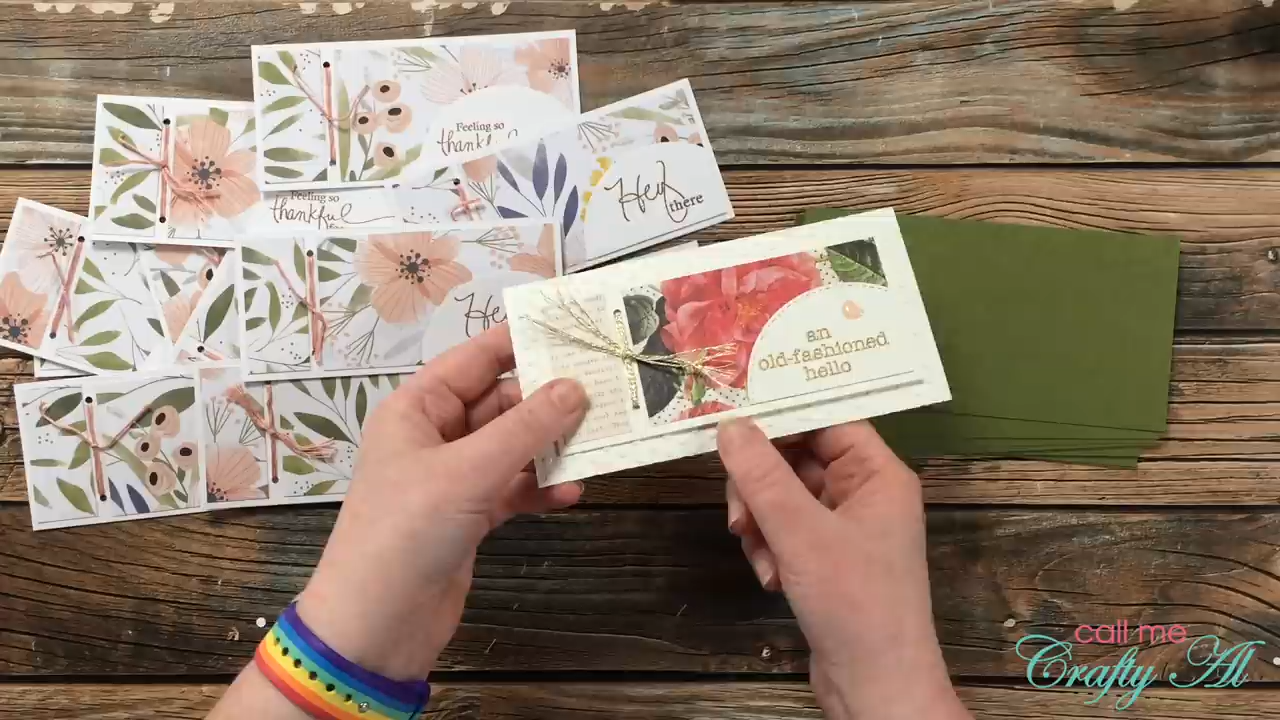 Feeling so
thankful
Hey
there
Feeling so
thankful
Hey
an
old-fashioned
hello
call me
Crafty Al